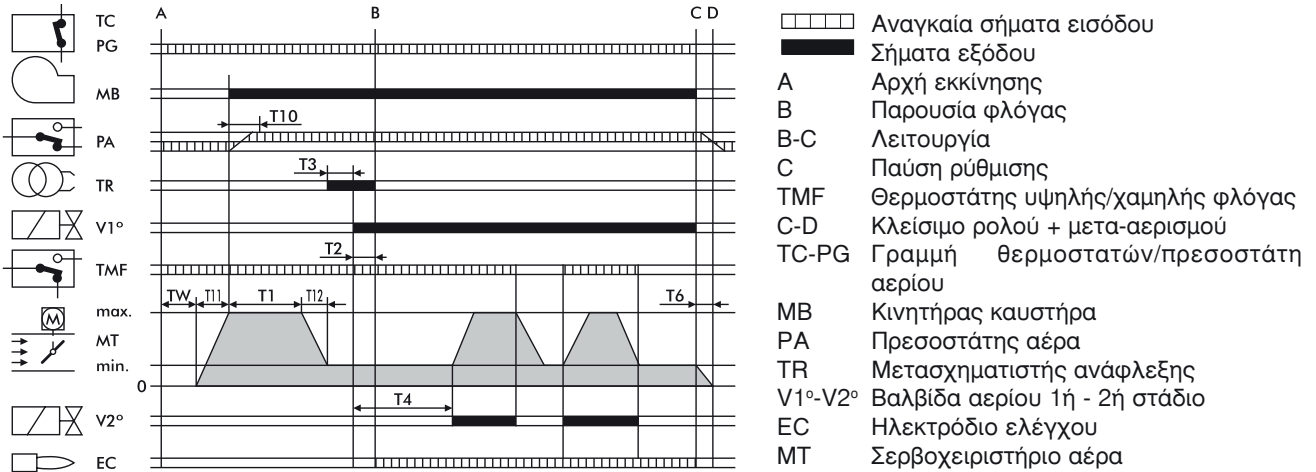 A B C D
TC
PG
MB
T10
PA
T3
TR
V1°
T2
TMF
TW T11 T1 T12 T6
max.
M
MT
min.
0
T4
V2°
EC
Αναγκαία σήματα εισόδου
Σήματα εξόδου
A Αρχή εκκίνησης
B Παρουσία φλόγας
B-C Λειτουργία
C Παύση ρύθμισης
TMF Θερμοστάτης υψηλής/χαμηλής φλόγας
C-D Κλείσιμο ρολού + μετα-αερισμού
TC-PG Γραμμή θερμοστατών/πρεσοστάτη
αερίου
MB Κινητήρας καυστήρα
PA Πρεσοστάτης αέρα
TR Μετασχηματιστής ανάφλεξης
V1º-V2º Βαλβίδα αερίου 1ή - 2ή στάδιο
EC Ηλεκτρόδιο ελέγχου
MT Σερβοχειριστήριο αέρα